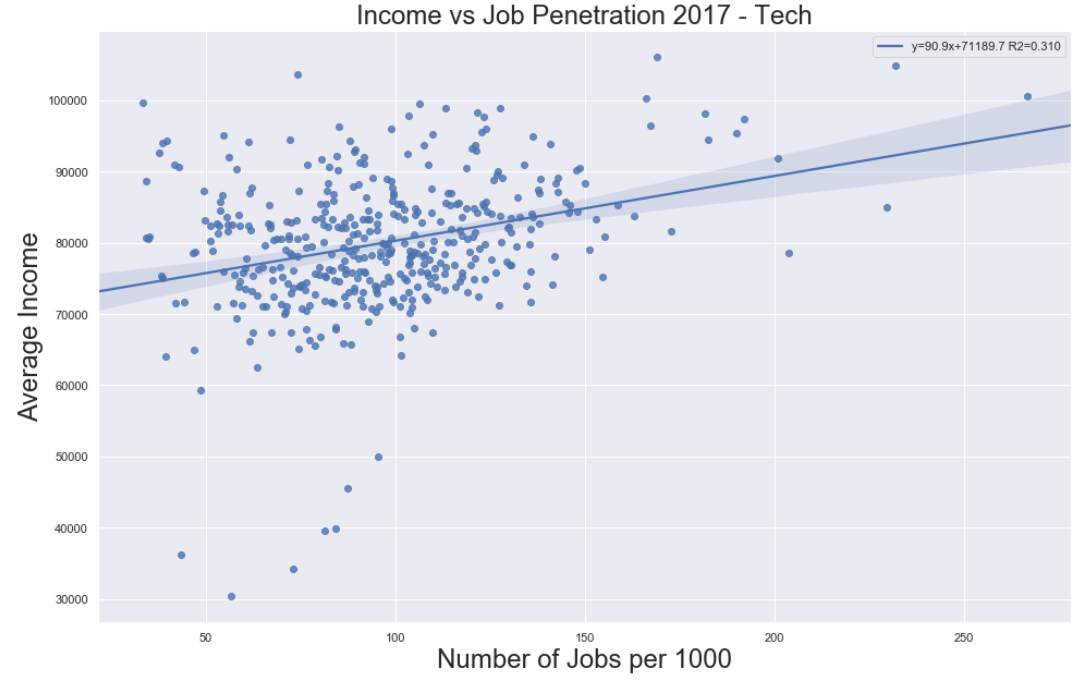 Income vs Job Penetration 2017 - Tech
y=90.9x+71189.7 R2=0.310
100000
90000
80000
70000
60000
50000
40000
30000
Average Income
50 100 150 200 250
Number of Jobs per 1000